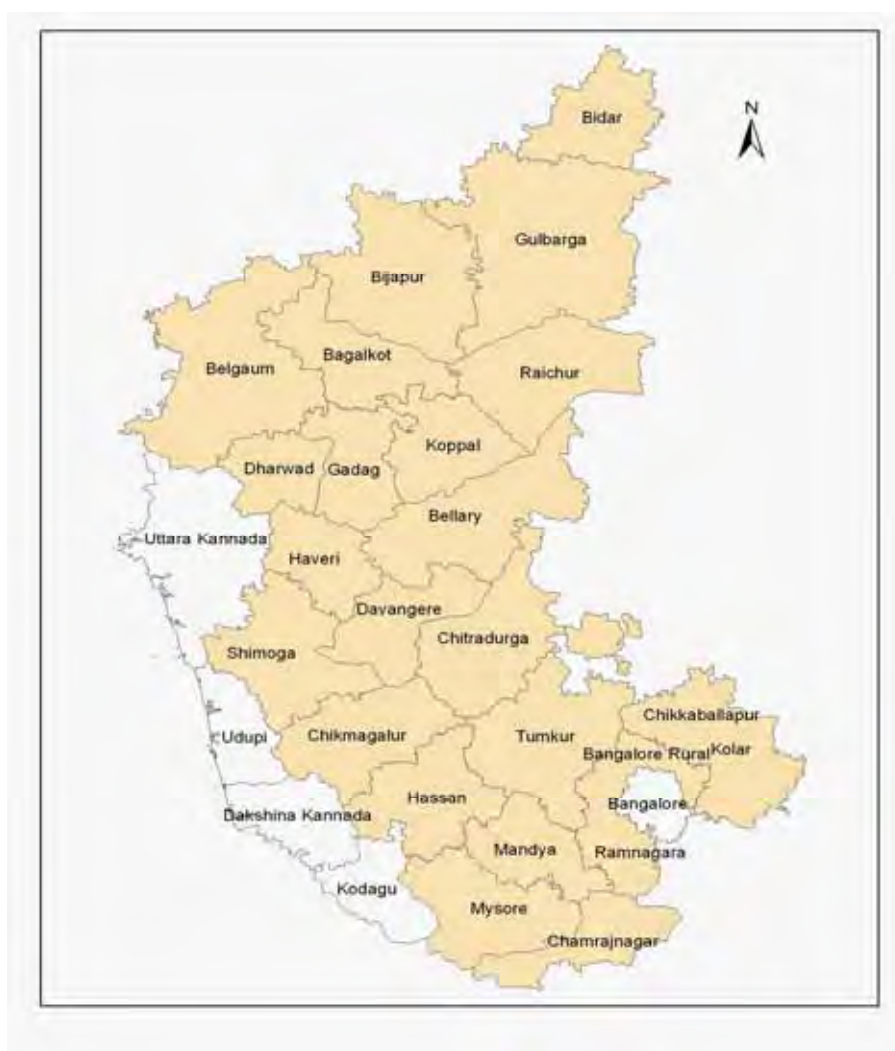 N
Bidar
Gulbarga
Bijapur
Bagalkot
Belgaum
Raichur
Koppal
Dharwad
Gadag
Bellary
Uttara Kannada
Haveri
Davangere
Chitradurga
Shimoga
Chikkaballapur
Udupi
Chikmagalur
Tumkur
Bangalore Rural
Kolar
Hassan
Bangalore
Dakshina Kannada
Mandya
Ramnagara
Kodagu
Mysore
Chamrajnagar